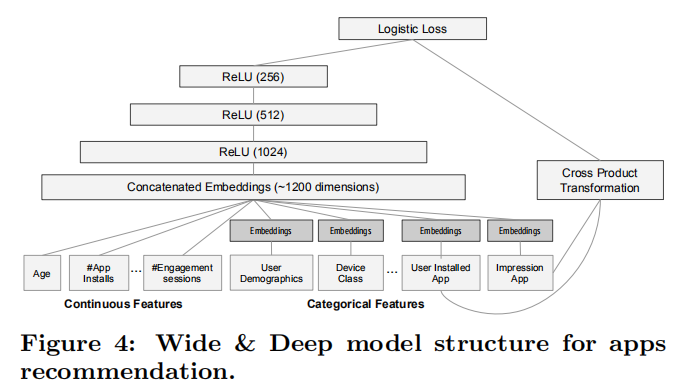 Logistic Loss
ReLU (256)
ReLU (512)
ReLU (1024)
Concatenated Embeddings (~1200 dimensions)
Cross Product
Transformation
Embeddings
Embeddings
Embeddings
Embeddings
Age
#App
Installs
...
#Engagement
sessions
User
Demographics
Device
Class
...
User Installed
App
Impression
App
Continuous Features
Categorical Features
Figure 4: Wide & Deep model structure for apps
recommendation.